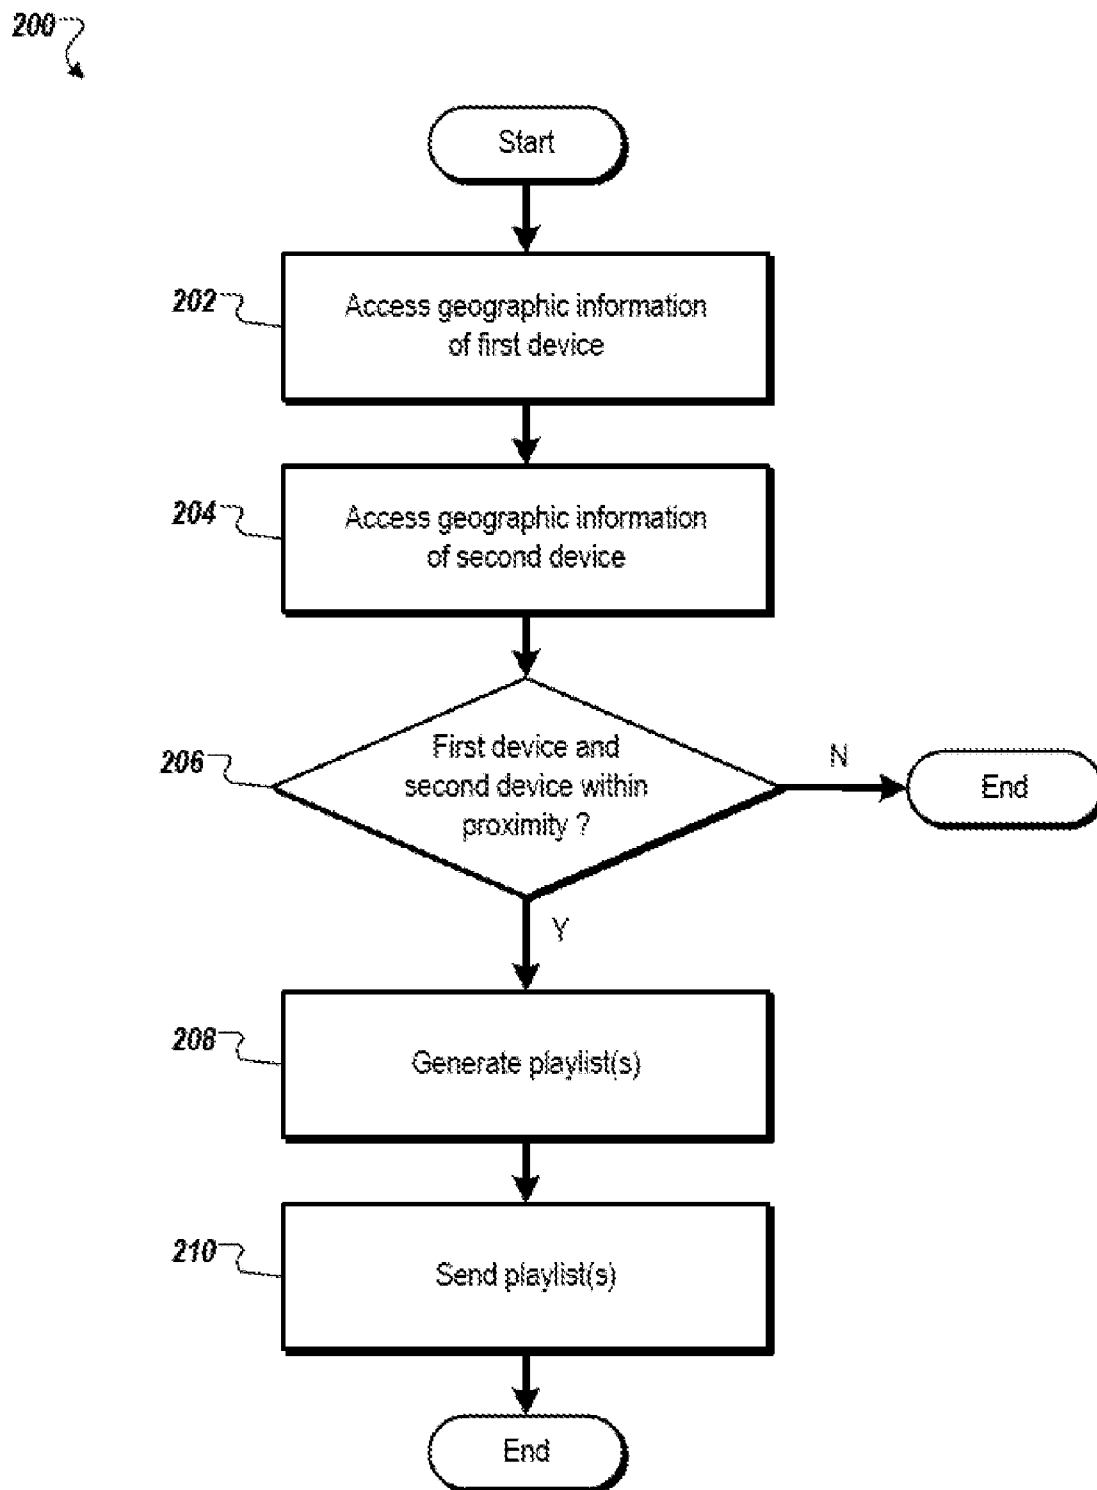 200
Start
202
Access geographic information
of first device
204
Access geographic information
of second device
206
First device and
second device within
proximity ?
N
End
Y
208
Generate playlist(s)
210
Send playlist(s)
End